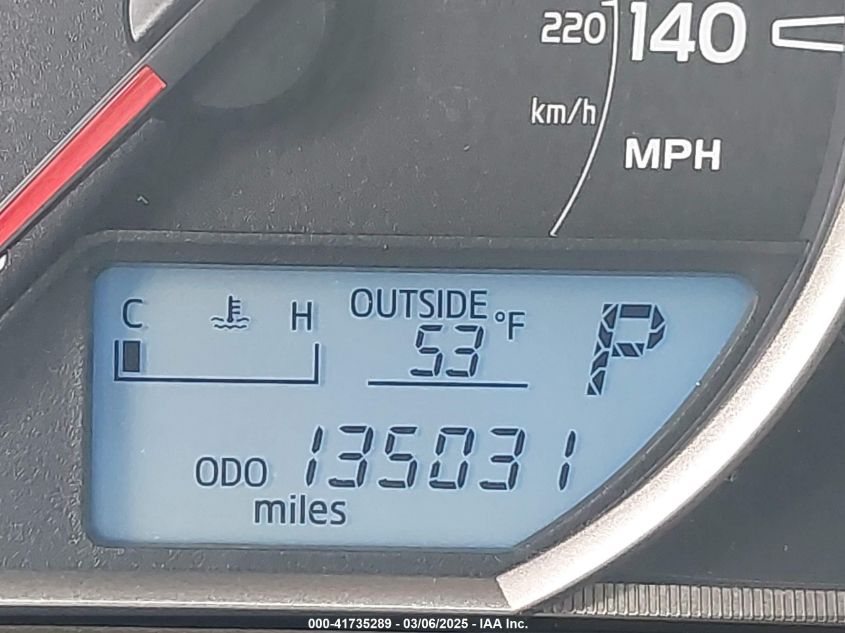 220 140
km/h
MPH
C H OUTSIDE °F
53
P
ODO 135031
miles
000-41735289 - 03/06/2025 - IAA Inc.